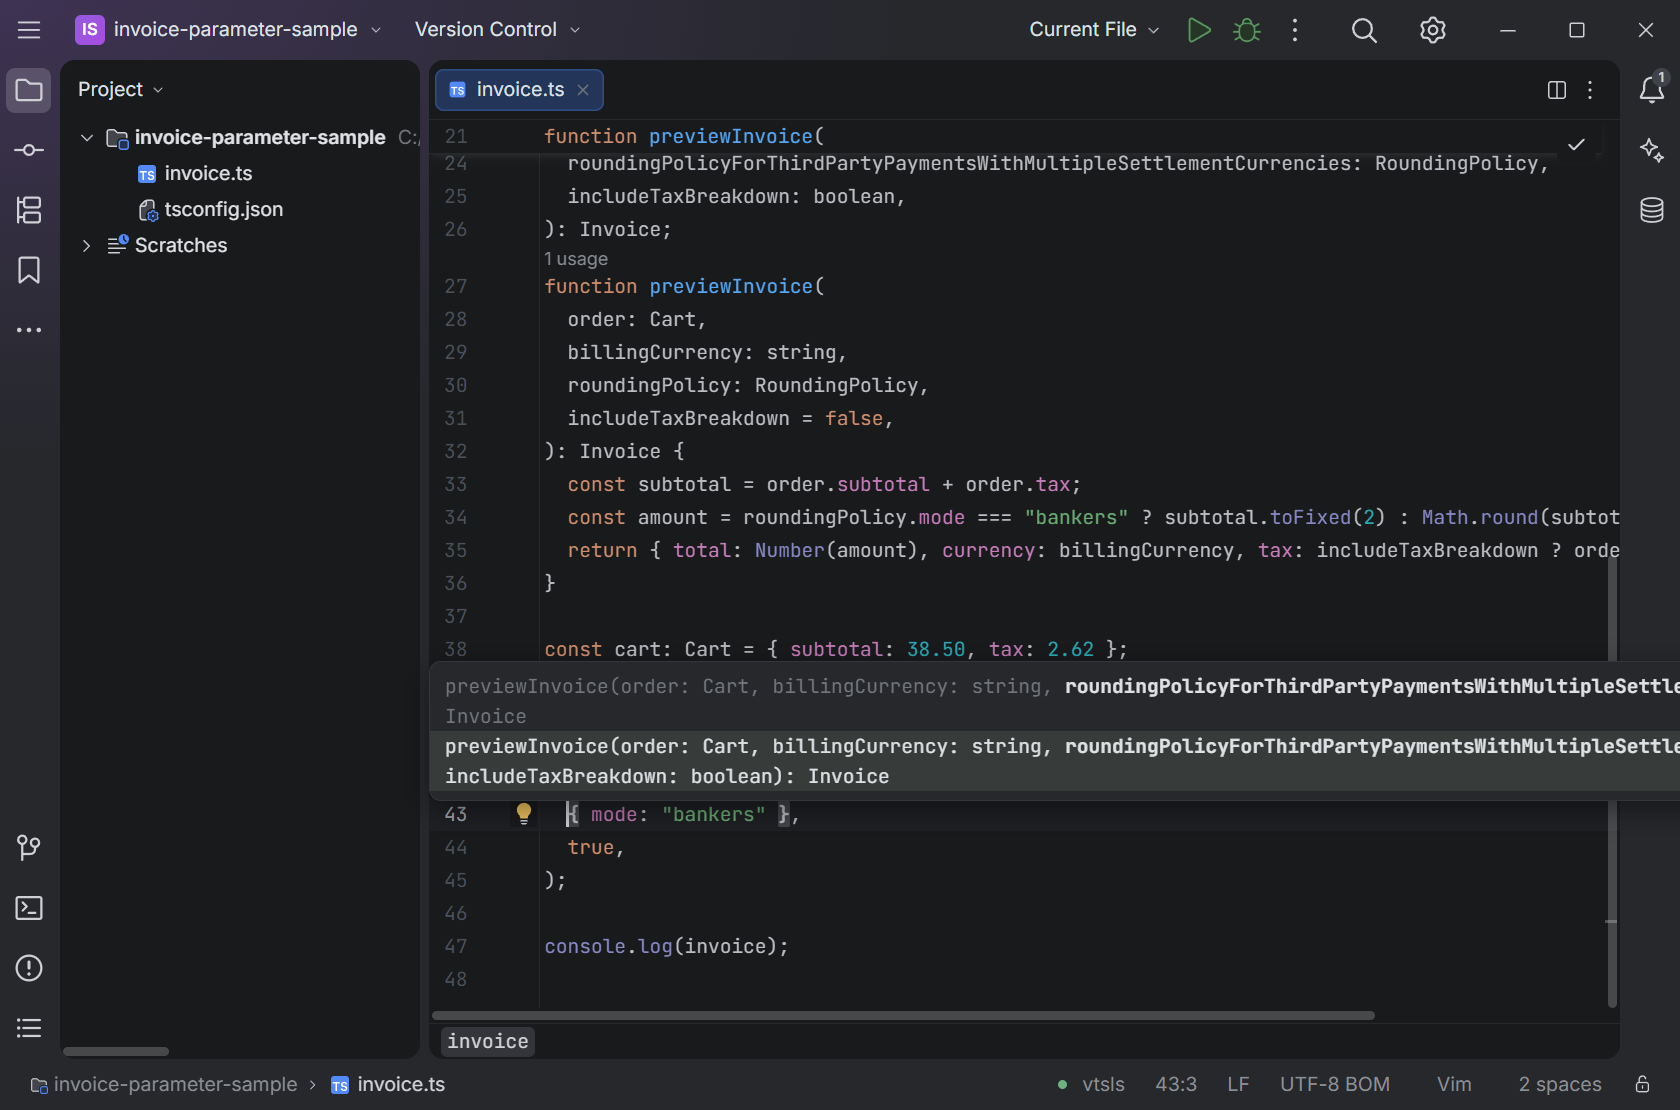 IS invoice-parameter-sample Version Control Current File
Project
invoice-parameter-sample C:/
TS invoice.ts
tsconfig.json
Scratches
TS invoice.ts
1
21 function previewInvoice(
24 roundingPolicyForThirdPartyPaymentsWithMultipleSettlementCurrencies: RoundingPolicy,
25 includeTaxBreakdown: boolean,
26 ): Invoice;
1 usage
27 function previewInvoice(
28 order: Cart,
29 billingCurrency: string,
30 roundingPolicy: RoundingPolicy,
31 includeTaxBreakdown = false,
32 ): Invoice {
33 const subtotal = order.subtotal + order.tax;
34 const amount = roundingPolicy.mode === "bankers" ? subtotal.toFixed(2) : Math.round(subtot
35 return { total: Number(amount), currency: billingCurrency, tax: includeTaxBreakdown ? orde
36 }
37
38 const cart: Cart = { subtotal: 38.50, tax: 2.62 };
previewInvoice(order: Cart, billingCurrency: string, roundingPolicyForThirdPartyPaymentsWithMultipleSettle
Invoice
previewInvoice(order: Cart, billingCurrency: string, roundingPolicyForThirdPartyPaymentsWithMultipleSettle
includeTaxBreakdown: boolean): Invoice
43 { mode: "bankers" },
44 true,
45 );
46
47 console.log(invoice);
48
invoice
invoice-parameter-sample › TS invoice.ts vtsls 43:3 LF UTF-8 BOM Vim 2 spaces